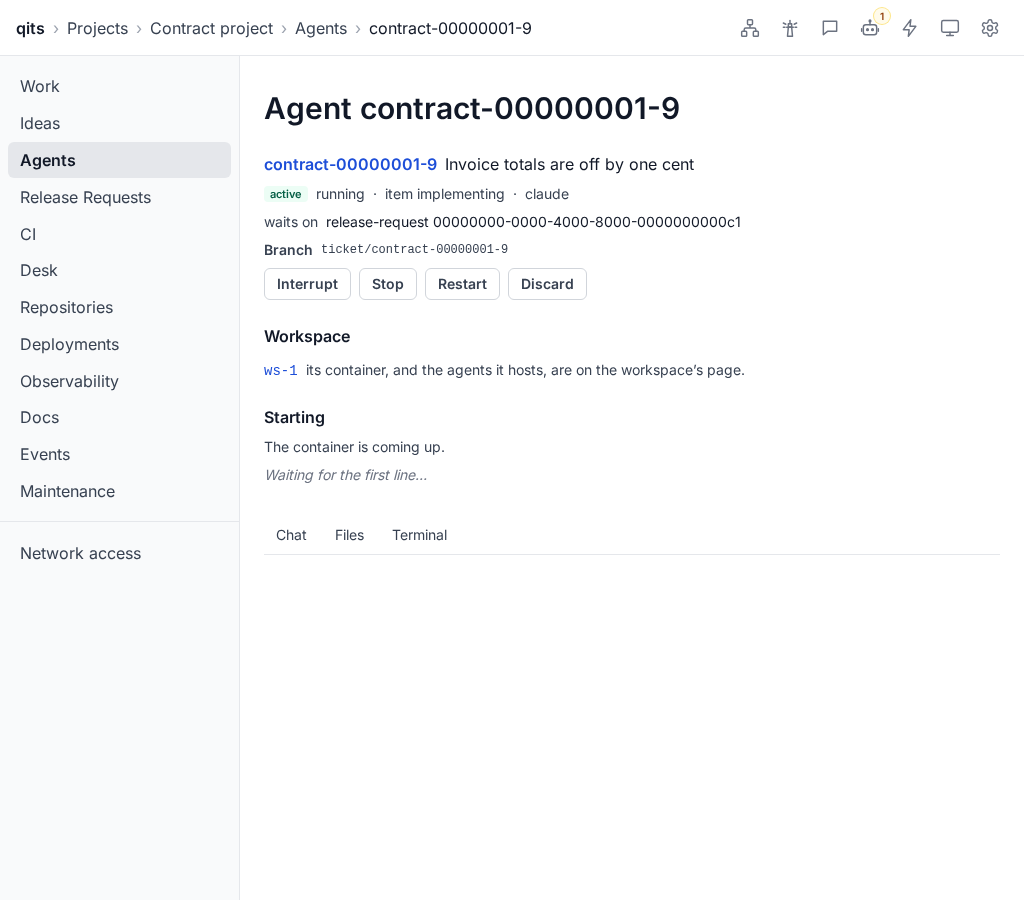 qits › Projects › Contract project › Agents › contract-00000001-9
1
Work
Ideas
Agents
Release Requests
CI
Desk
Repositories
Deployments
Observability
Docs
Events
Maintenance
Network access
Agent contract-00000001-9
contract-00000001-9 Invoice totals are off by one cent
active running · item implementing · claude
waits on release-request 00000000-0000-4000-8000-0000000000c1
Branch ticket/contract-00000001-9
Interrupt Stop Restart Discard
Workspace
ws-1 its container, and the agents it hosts, are on the workspace’s page.
Starting
The container is coming up.
Waiting for the first line…
Chat Files Terminal